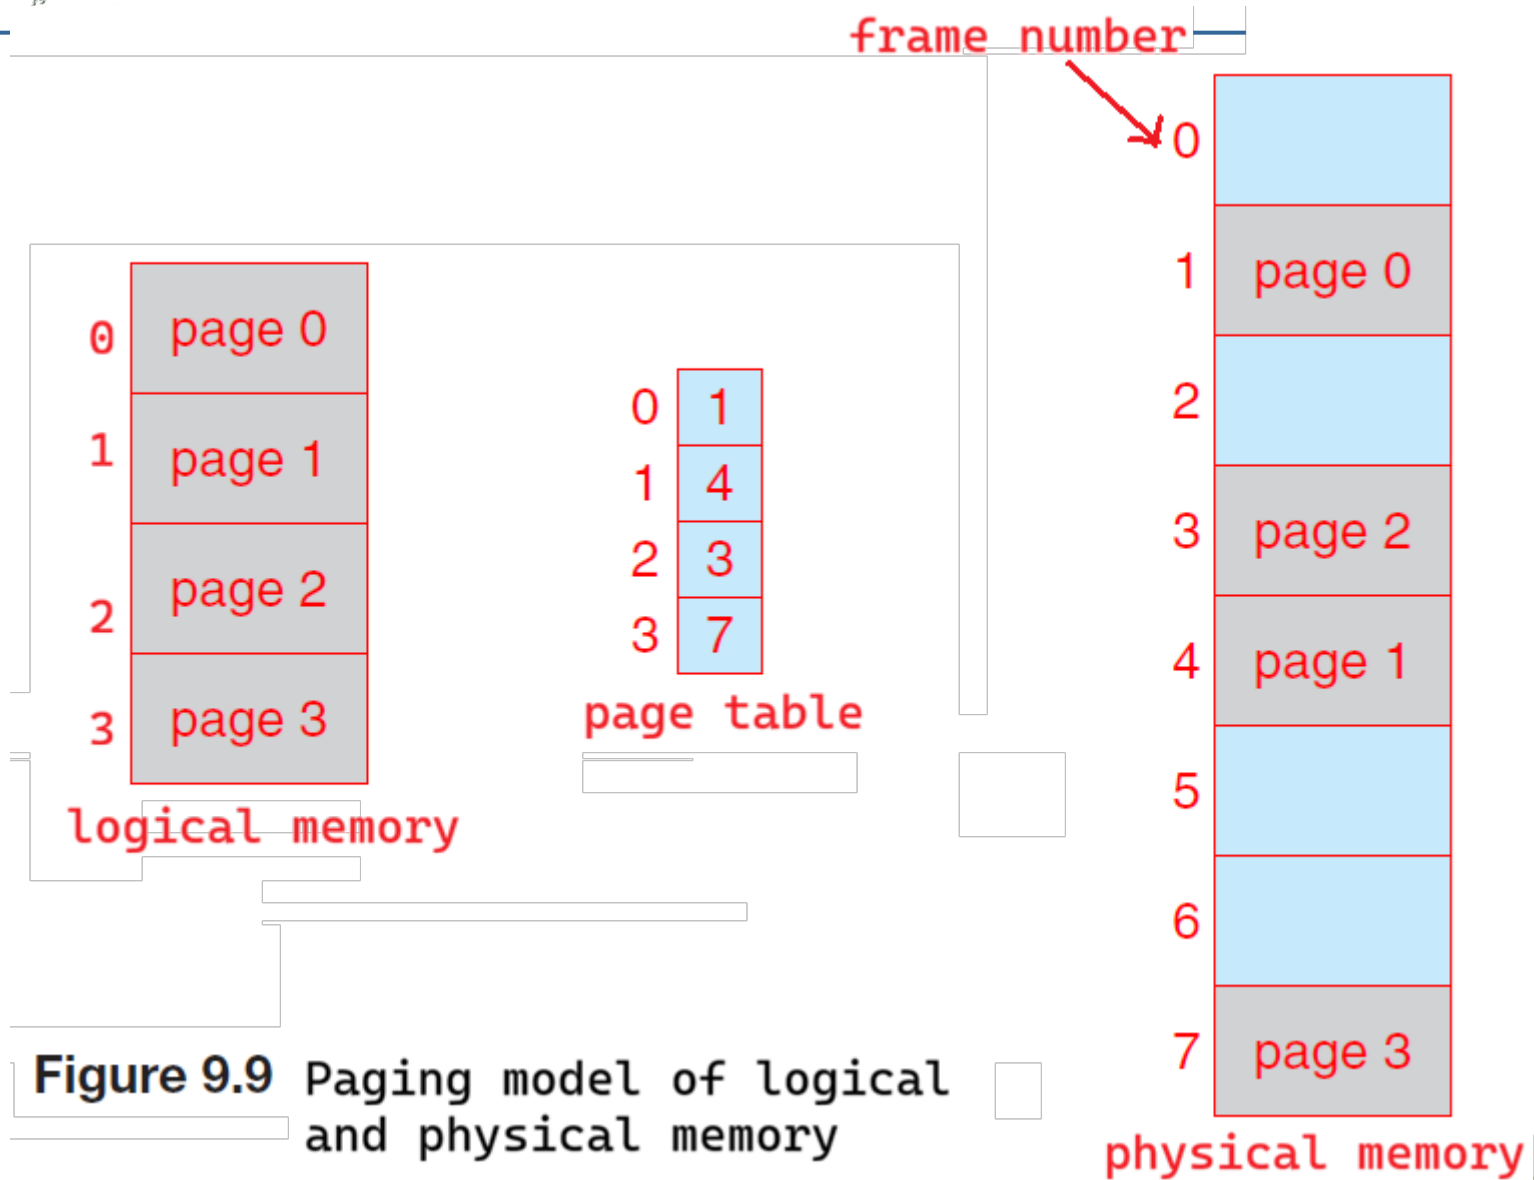 frame number
0
1 page 0
2
3 page 2
4 page 1
5
6
7 page 3
physical memory
0 page 0
1 page 1
2 page 2
3 page 3
logical memory
0 1
1 4
2 3
3 7
page table
Figure 9.9 Paging model of logical
and physical memory